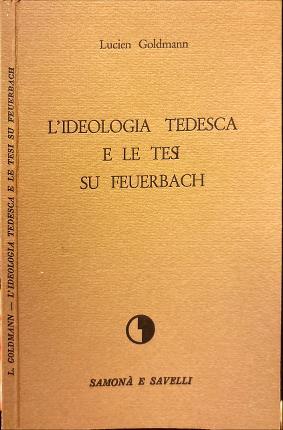 Lucien Goldmann
L'IDEOLOGIA TEDESCA
E LE TESI
SU FEUERBACH
SAMONÀ E SAVELLI
L. GOLDMANN — L'IDEOLOGIA TEDESCA E LE TESI SU FEUERBACH